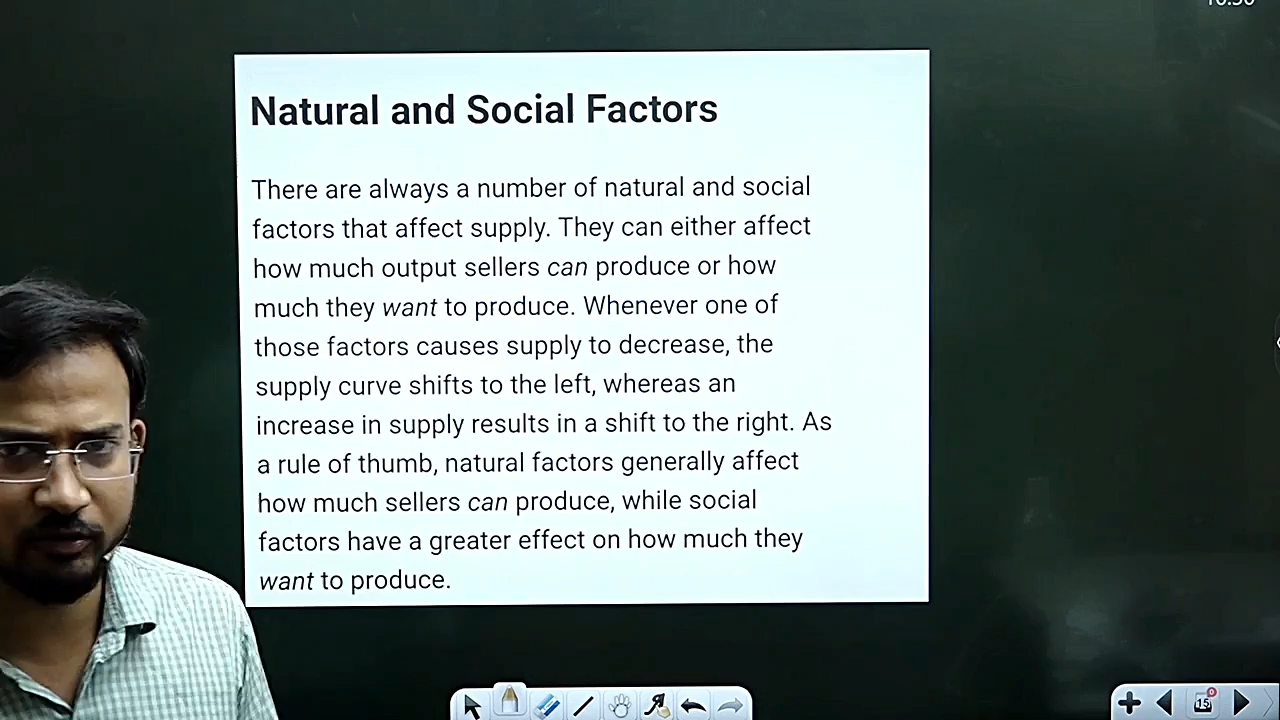 Natural and Social Factors
There are always a number of natural and social
factors that affect supply. They can either affect
how much output sellers can produce or how
much they want to produce. Whenever one of
those factors causes supply to decrease, the
supply curve shifts to the left, whereas an
increase in supply results in a shift to the right. As
a rule of thumb, natural factors generally affect
how much sellers can produce, while social
factors have a greater effect on how much they
want to produce.
15
0